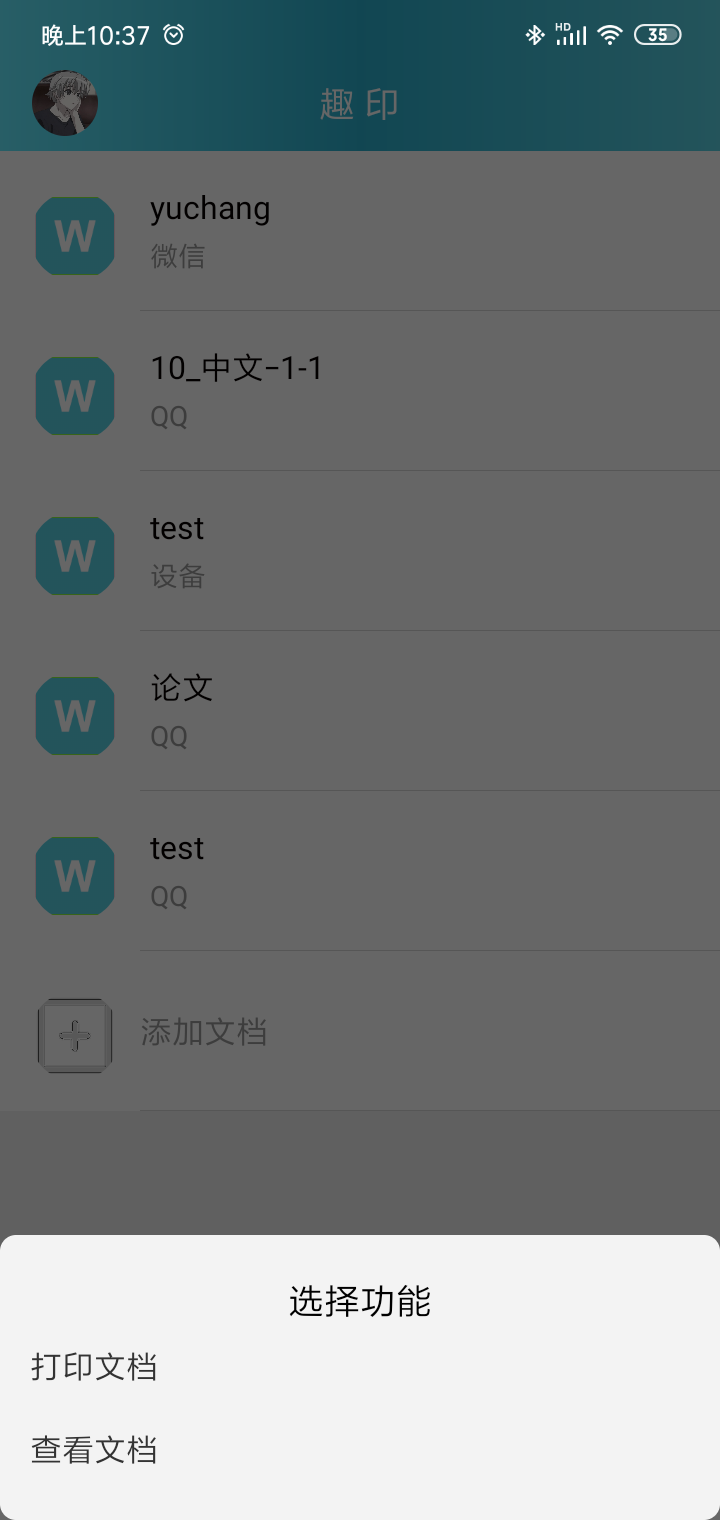 晚上10:37
HD
35
趣 印
W
yuchang
微信
W
10_中文-1-1
QQ
W
test
设备
W
论文
QQ
W
test
QQ
添加文档
选择功能
打印文档
查看文档